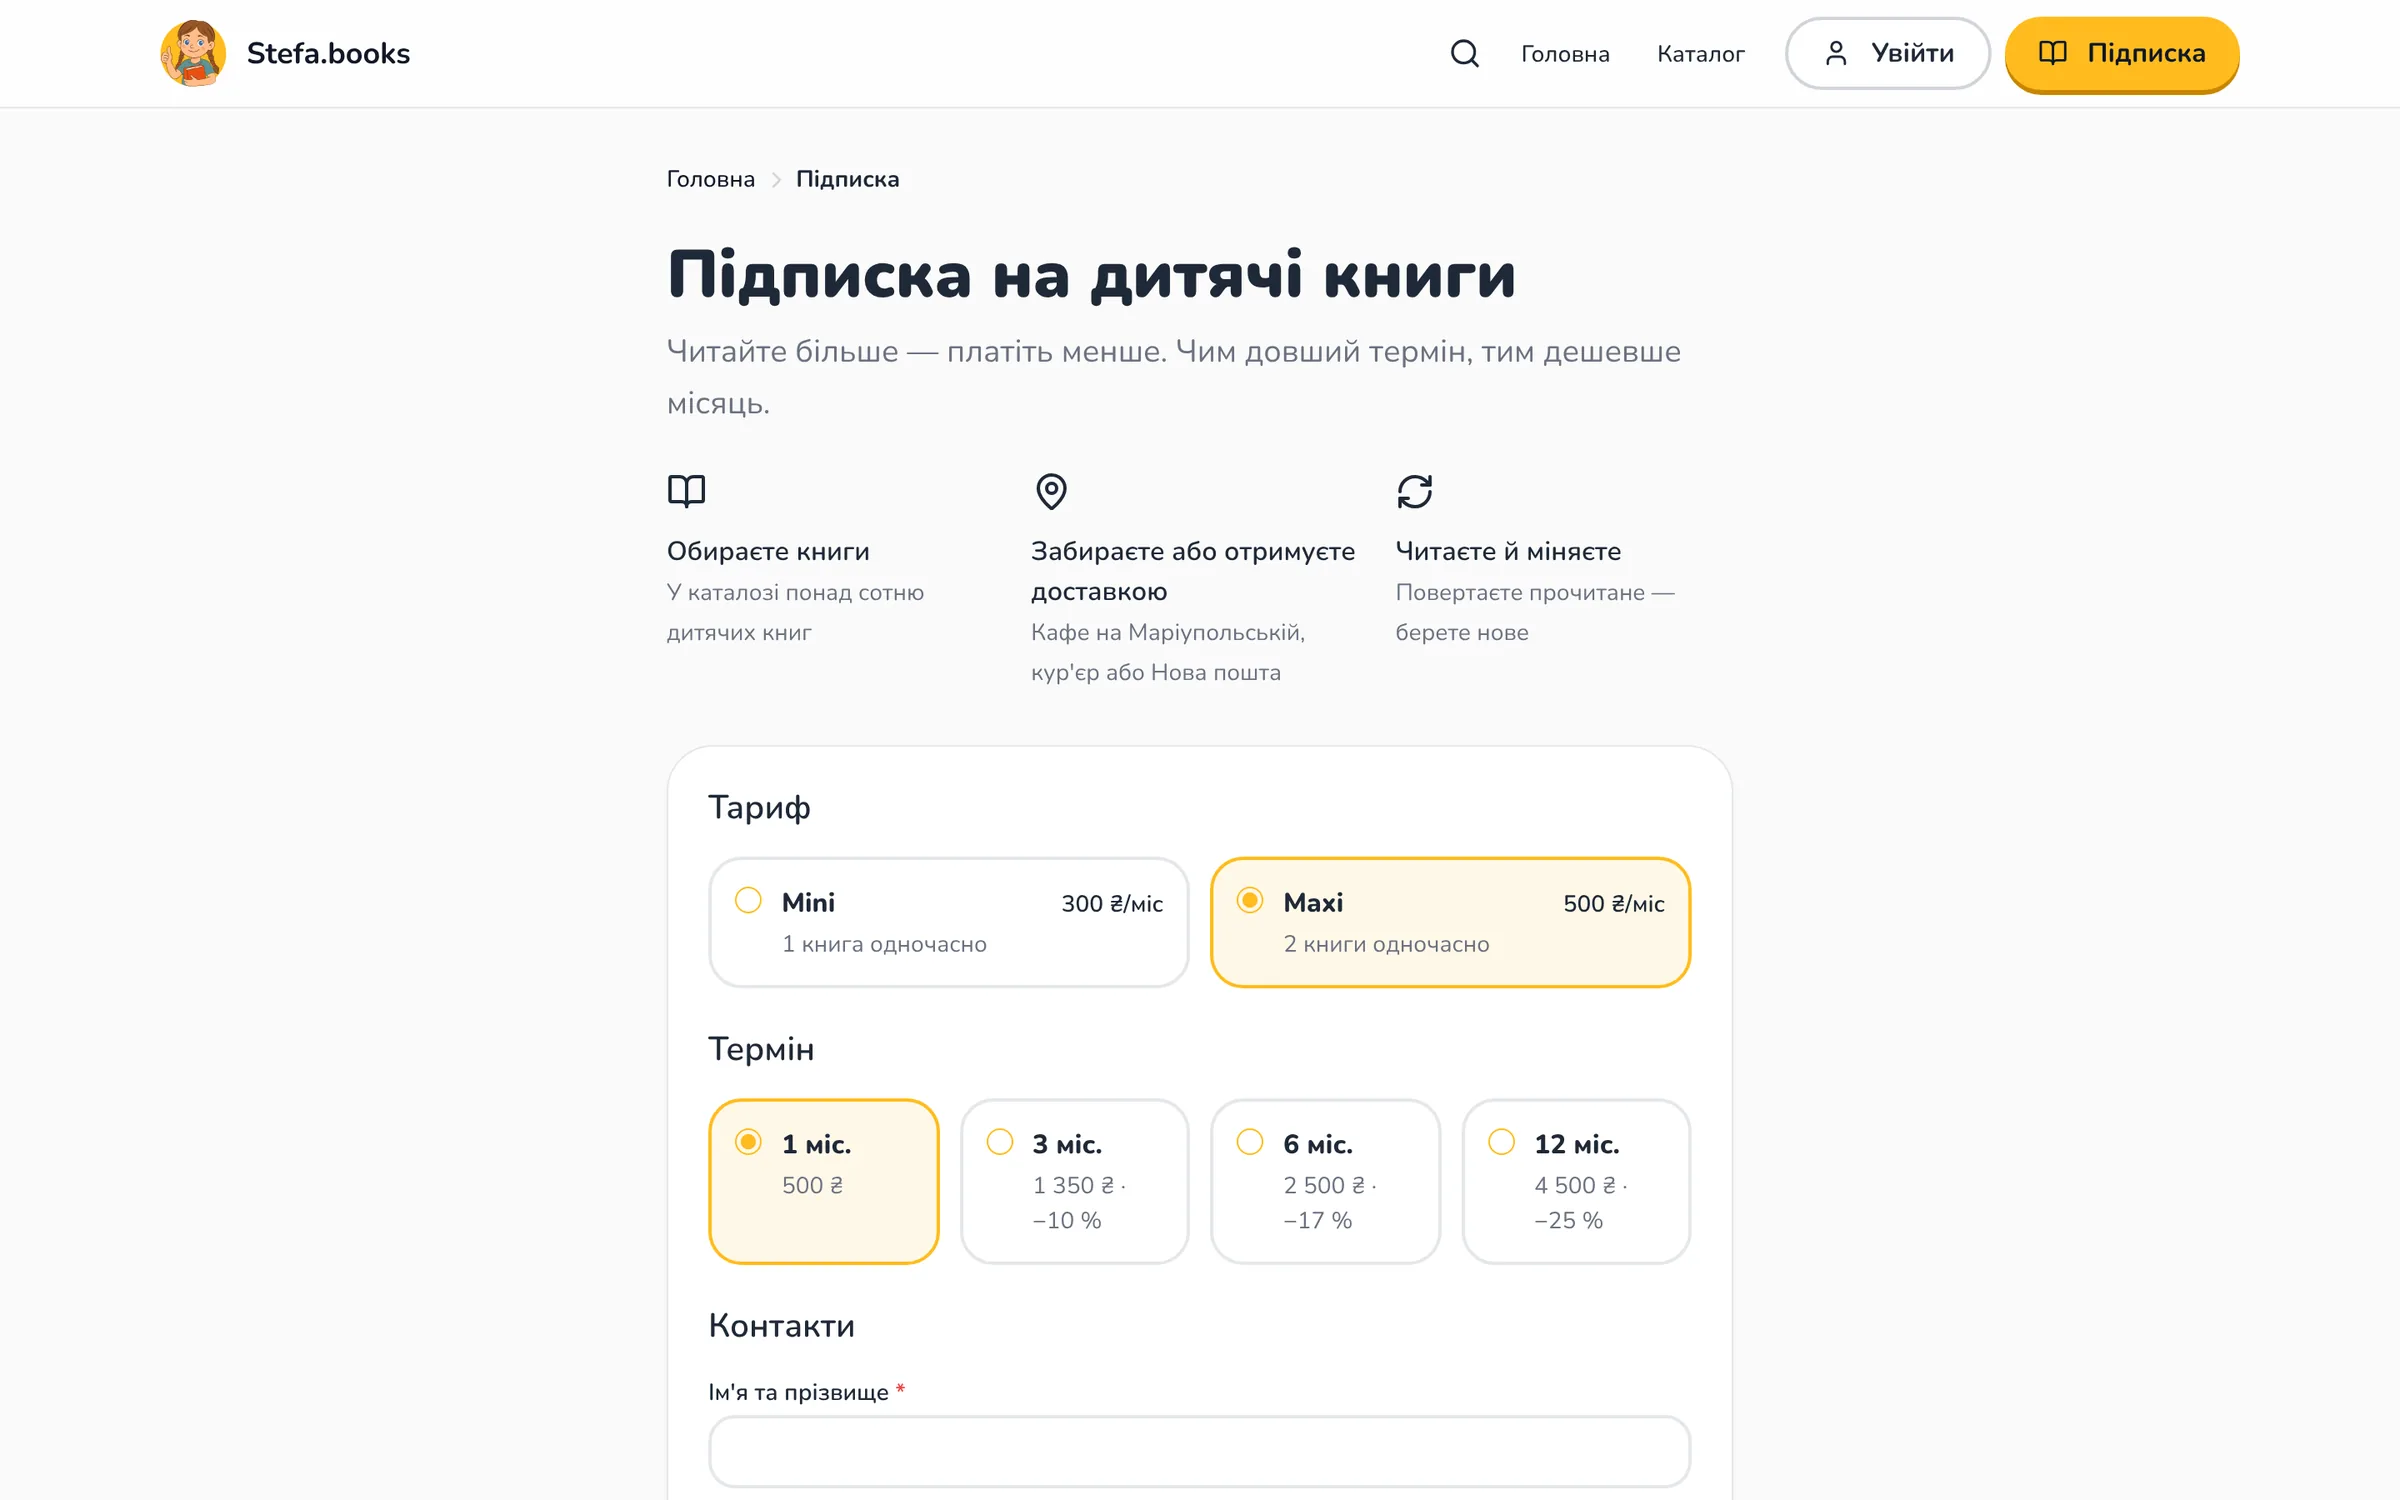 Stefa.books
Головна
Каталог
Увійти
Підписка
Головна
Підписка
Підписка на дитячі книги
Читайте більше — платіть менше. Чим довший термін, тим дешевше
місяць.
Обираєте книги
У каталозі понад сотню
дитячих книг
Забираєте або отримуєте
доставкою
Кафе на Маріупольській,
кур'єр або Нова пошта
Читаєте й міняєте
Повертаєте прочитане —
берете нове
Тариф
Mini
300 ₴/міс
1 книга одночасно
Maxi
500 ₴/міс
2 книги одночасно
Термін
1 міс.
500 ₴
3 міс.
1 350 ₴ ·
−10 %
6 міс.
2 500 ₴ ·
−17 %
12 міс.
4 500 ₴ ·
−25 %
Контакти
Ім'я та прізвище *